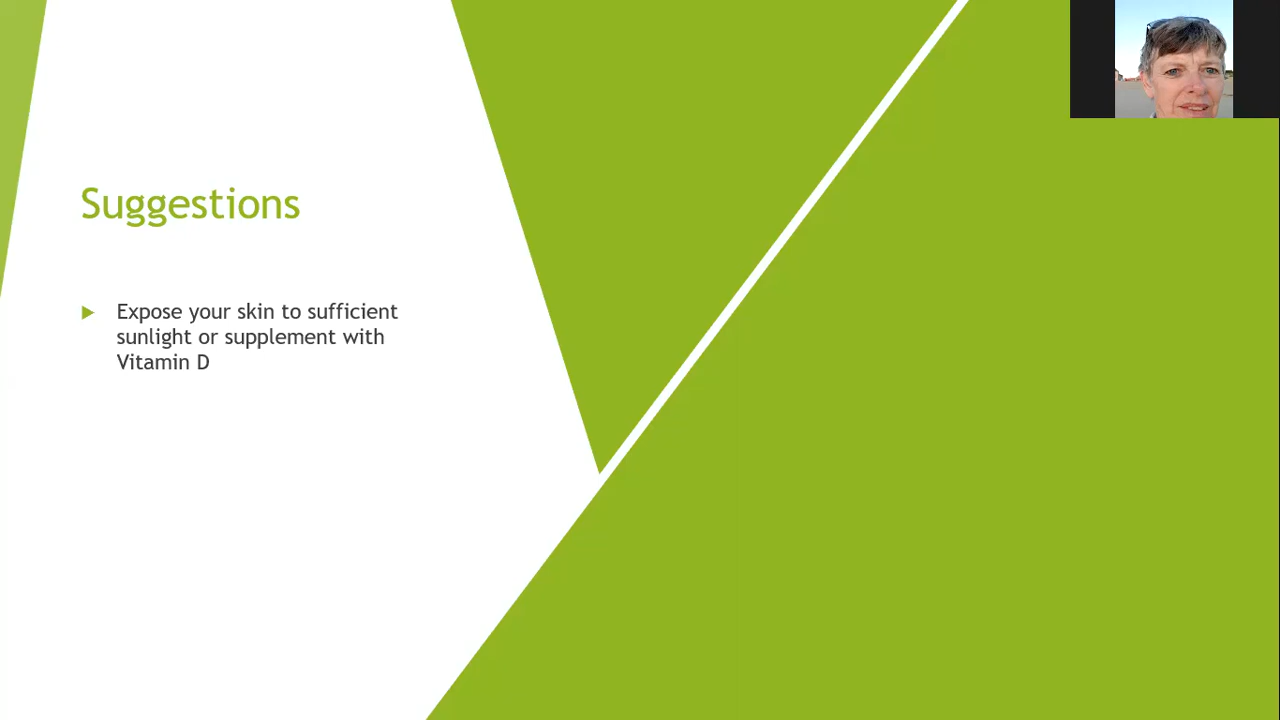 Suggestions
Expose your skin to sufficient
sunlight or supplement with
Vitamin D